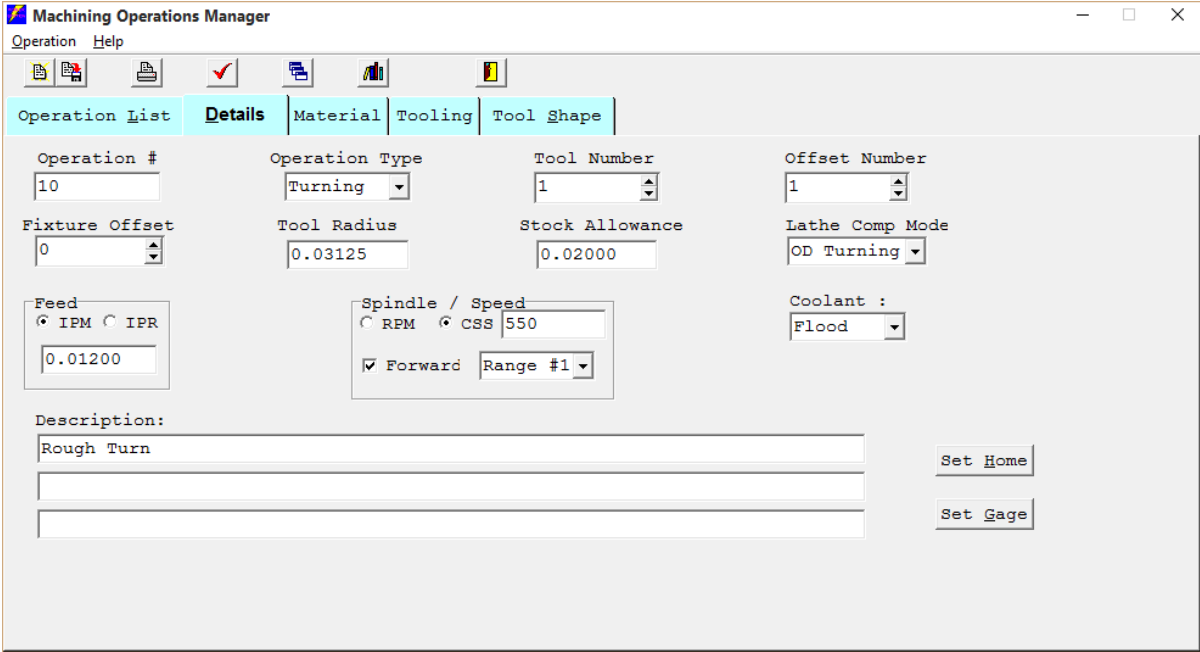 Machining Operations Manager
Operation Help
Operation List Details Material Tooling Tool Shape
Operation # Operation Type Tool Number Offset Number
10 Turning 1 1
Fixture Offset Tool Radius Stock Allowance Lathe Comp Mode
0 0.03125 0.02000 OD Turning
Feed Spindle / Speed Coolant :
IPM IPR RPM CSS 550 Flood
0.01200 Forward Range #1
Description:
Rough Turn
Set Home
Set Gage